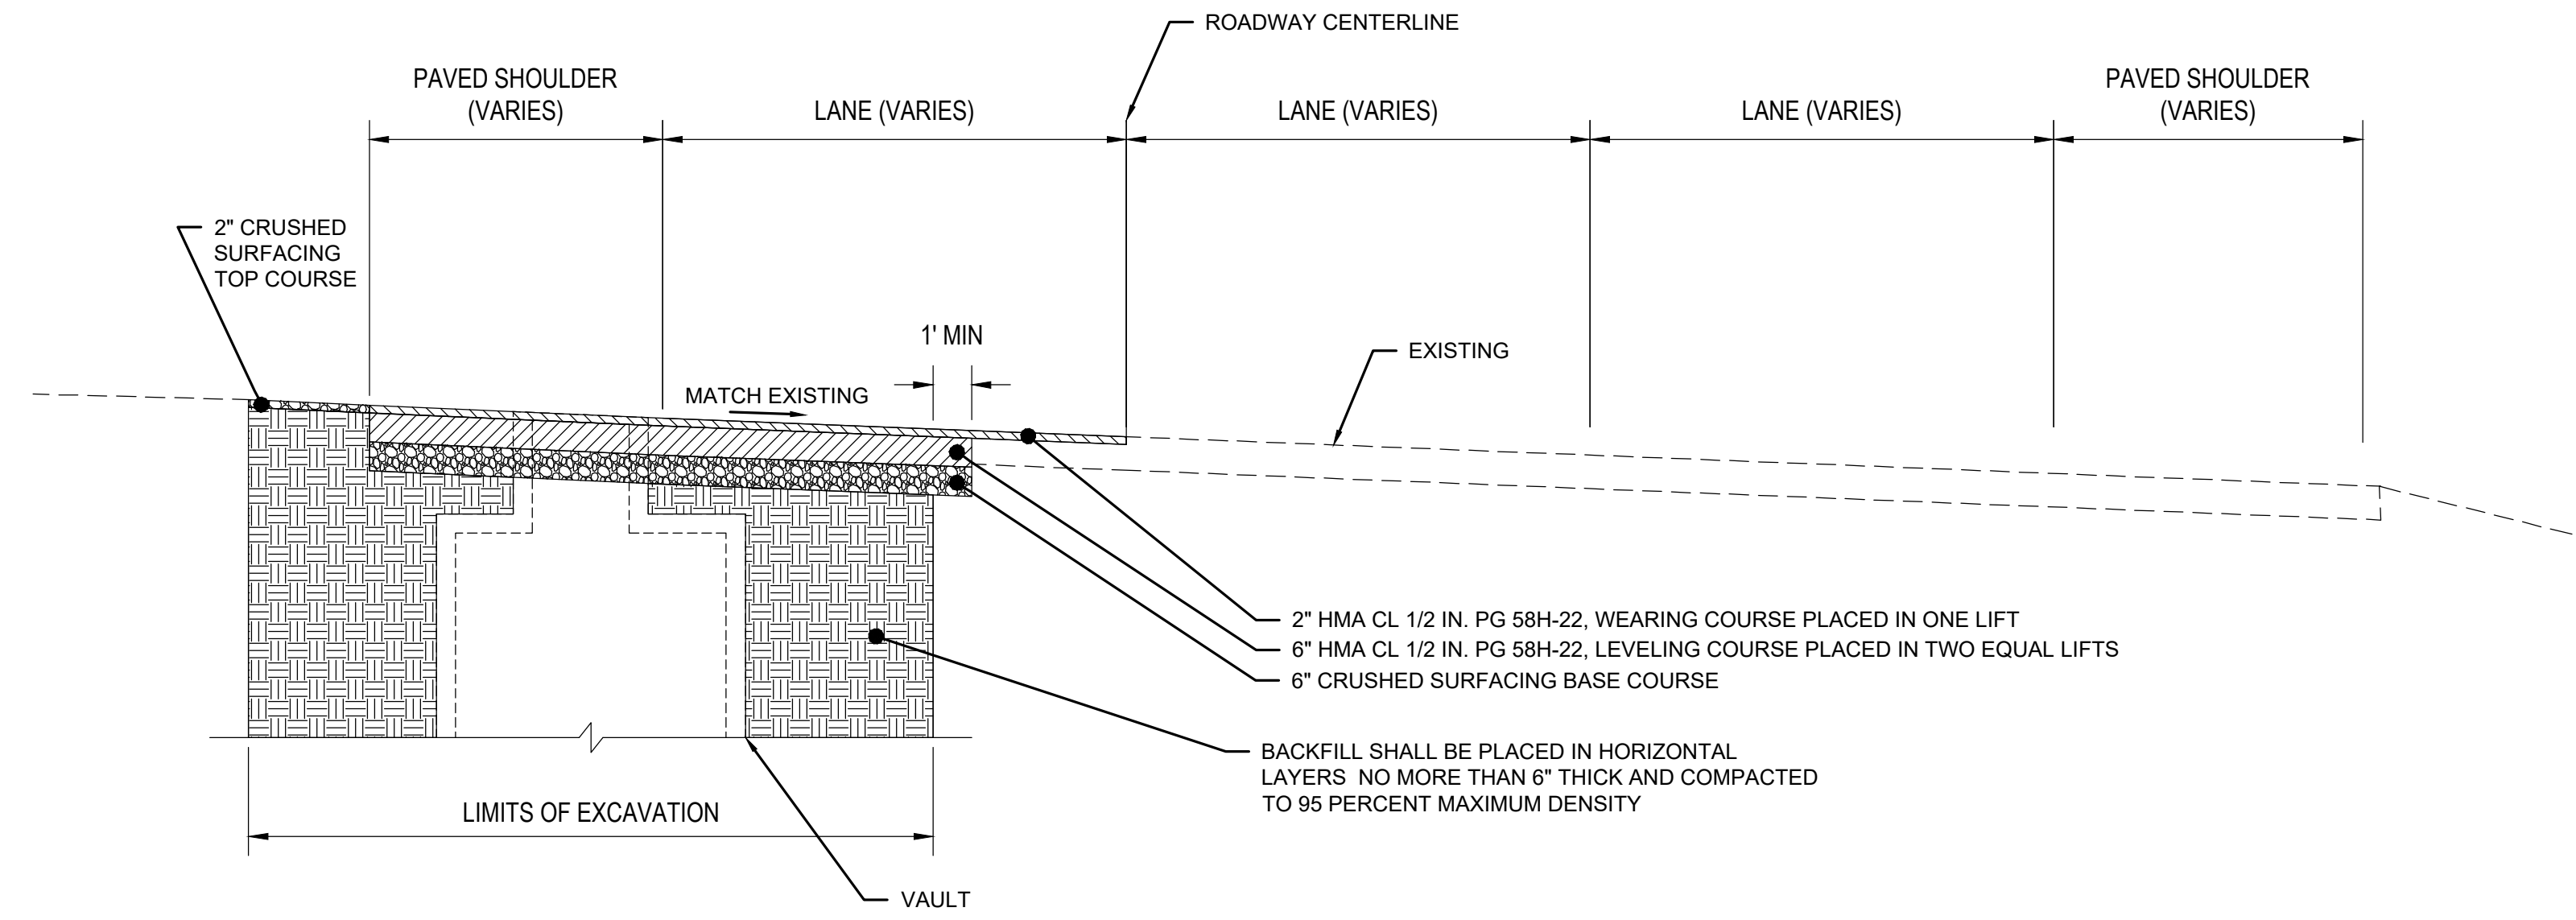 ROADWAY CENTERLINE
PAVED SHOULDER
(VARIES)
LANE (VARIES)
LANE (VARIES)
LANE (VARIES)
PAVED SHOULDER
(VARIES)
2" CRUSHED
SURFACING
TOP COURSE
1' MIN
EXISTING
MATCH EXISTING
2" HMA CL 1/2 IN. PG 58H-22, WEARING COURSE PLACED IN ONE LIFT
6" HMA CL 1/2 IN. PG 58H-22, LEVELING COURSE PLACED IN TWO EQUAL LIFTS
6" CRUSHED SURFACING BASE COURSE
BACKFILL SHALL BE PLACED IN HORIZONTAL
LAYERS  NO MORE THAN 6" THICK AND COMPACTED
TO 95 PERCENT MAXIMUM DENSITY
LIMITS OF EXCAVATION
VAULT